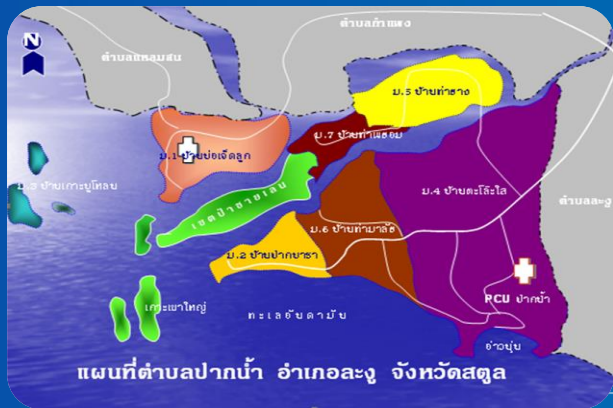 N
ตำบลกำแพง
ตำบลแหลมสน
ม.5 บ้านท่ายาง
ม.7 บ้านท่าพยอม
ม.1 บ้านบ่อเจ็ดลูก
ม.3 บ้านเกาะบูโหลน
ม.4 บ้านตะโล๊ะใส
ตำบลละงู
เขตป่าชายเลน
ม.6 บ้านท่ามาลัย
ม.2 บ้านปากบารา
PCU ปากน้ำ
เกาะเขาใหญ่
ทะเลอันดามัน
อ่าวนุ่น
แผนที่ตำบลปากน้ำ อำเภอละงู จังหวัดสตูล